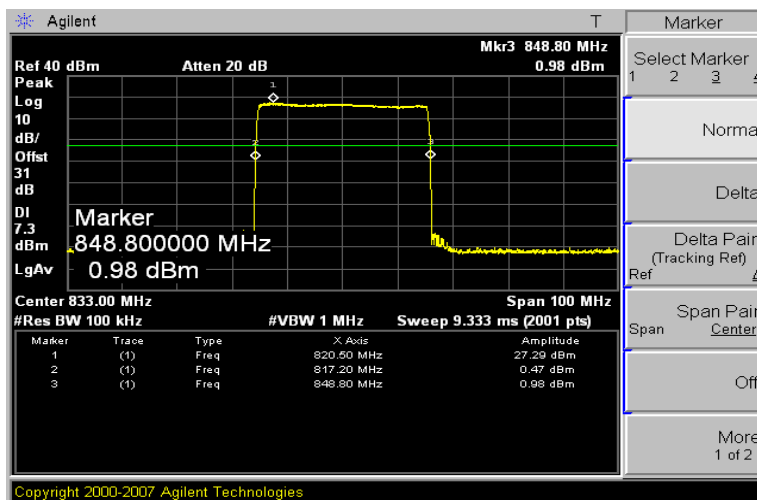 Agilent T
Mkr3 848.80 MHz
Ref 40 dBm Atten 20 dB 0.98 dBm
Peak
Log
10
dB/
Offst
31
dB
DI
7.3
dBm
LgAv
1
2
3
Marker
848.800000 MHz
0.98 dBm
Center 833.00 MHz Span 100 MHz
#Res BW 100 kHz #VBW 1 MHz Sweep 9.333 ms (2001 pts)
Marker Trace Type X Axis Amplitude
1 (1) Freq 820.50 MHz 27.29 dBm
2 (1) Freq 817.20 MHz 0.47 dBm
3 (1) Freq 848.80 MHz 0.98 dBm
Copyright 2000-2007 Agilent Technologies
Marker
Select Marker
1 2 3
Norma
Delta
Delta Pair
(Tracking Ref)
Ref
Span Pair
Span Center
Off
More
1 of 2